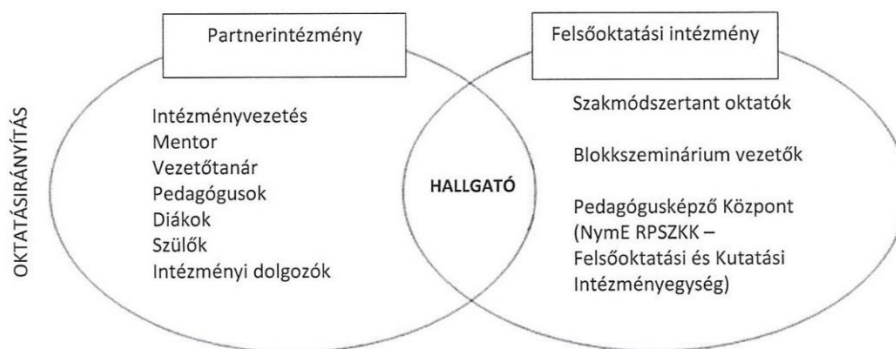 OKTATÁSIRÁNYÍTÁS
Partnerintézmény
Intézményvezetés
Mentor
Vezetőtanár
Pedagógusok
Diákok
Szülők
Intézményi dolgozók
HALLGATÓ
Felsőoktatási intézmény
Szakmódszertant oktatók
Blokkszeminárium vezetők
Pedagógusképző Központ
(NymE RPSZKK –
Felsőoktatási és Kutatási
Intézményegység)